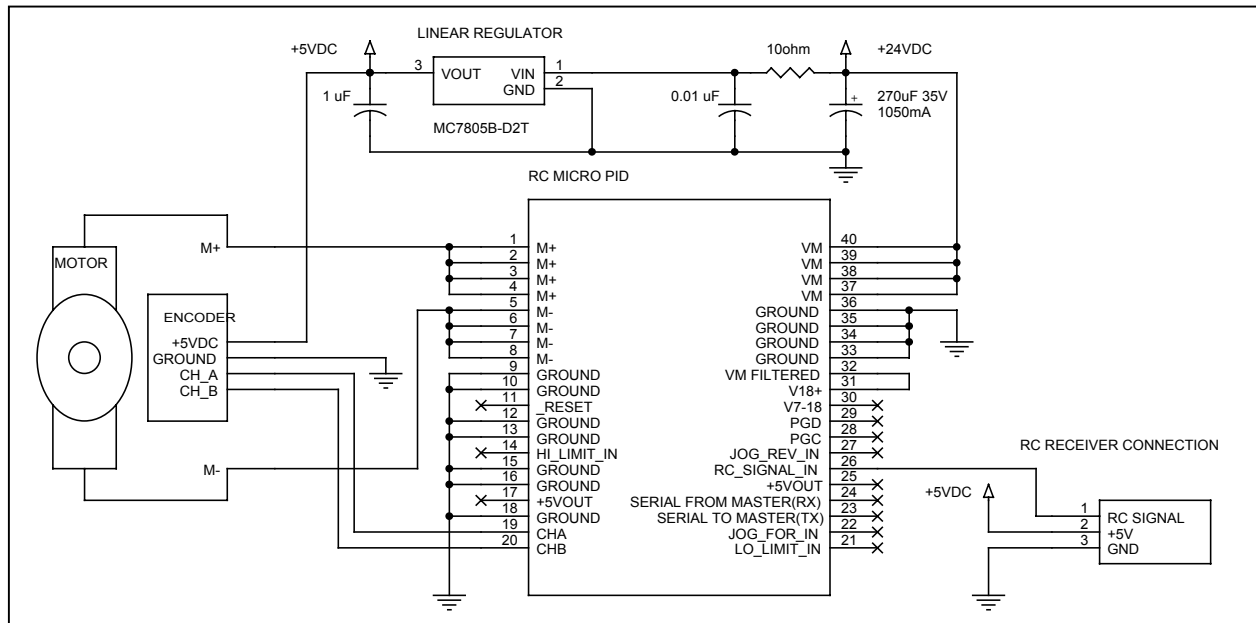 LINEAR REGULATOR
+5VDC
10ohm
+24VDC
3
VOUT
VIN
1
GND
2
1 uF
0.01 uF
+
270uF 35V
1050mA
MC7805B-D2T
RC MICRO PID
MOTOR
M+
M-
ENCODER
+5VDC
GROUND
CH_A
CH_B
1 M+
2 M+
3 M+
4 M+
5 M-
6 M-
7 M-
8 M-
9 GROUND
10 GROUND
11 _RESET
12 GROUND
13 GROUND
14 HI_LIMIT_IN
15 GROUND
16 GROUND
17 +5VOUT
18 GROUND
19 CHA
20 CHB
VM 40
VM 39
VM 38
VM 37
GROUND 36
GROUND 35
GROUND 34
GROUND 33
VM FILTERED 32
V18+ 31
V7-18 30
PGD 29
PGC 28
JOG_REV_IN 27
RC_SIGNAL_IN 26
+5VOUT 25
SERIAL FROM MASTER(RX) 24
SERIAL TO MASTER(TX) 23
JOG_FOR_IN 22
LO_LIMIT_IN 21
RC RECEIVER CONNECTION
+5VDC
1 RC SIGNAL
2 +5V
3 GND